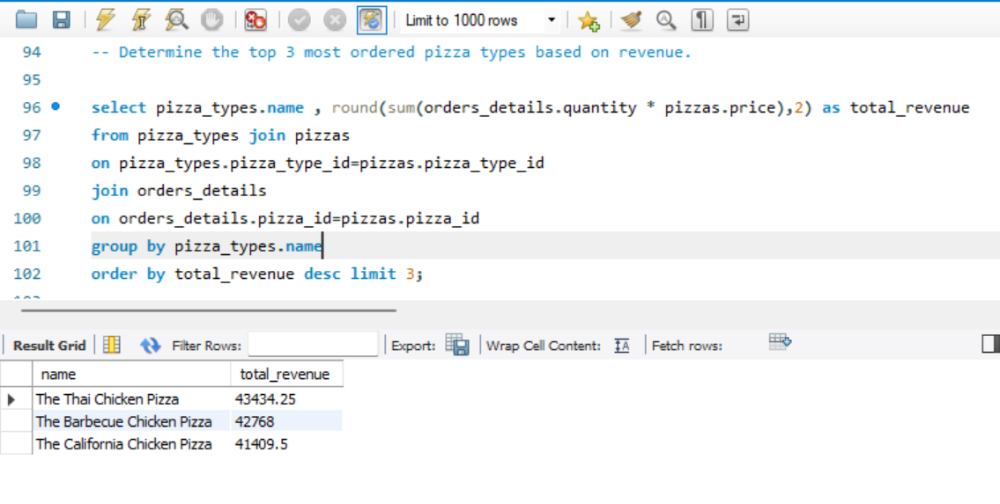 Limit to 1000 rows
94 -- Determine the top 3 most ordered pizza types based on revenue.
95
96 select pizza_types.name , round(sum(orders_details.quantity * pizzas.price),2) as total_revenue
97 from pizza_types join pizzas
98 on pizza_types.pizza_type_id=pizzas.pizza_type_id
99 join orders_details
100 on orders_details.pizza_id=pizzas.pizza_id
101 group by pizza_types.name
102 order by total_revenue desc limit 3;
Result Grid Filter Rows: Export: Wrap Cell Content: Fetch rows:
name total_revenue
The Thai Chicken Pizza 43434.25
The Barbecue Chicken Pizza 42768
The California Chicken Pizza 41409.5